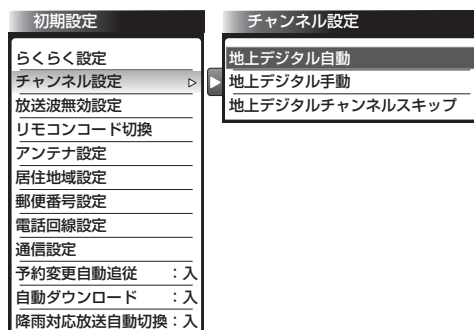 初期設定
らくらく設定
チャンネル設定
放送波無効設定
リモコンコード切換
アンテナ設定
居住地域設定
郵便番号設定
電話回線設定
通信設定
予約変更自動追従 :入
自動ダウンロード :入
降雨対応放送自動切換:入
チャンネル設定
地上デジタル自動
地上デジタル手動
地上デジタルチャンネルスキップ